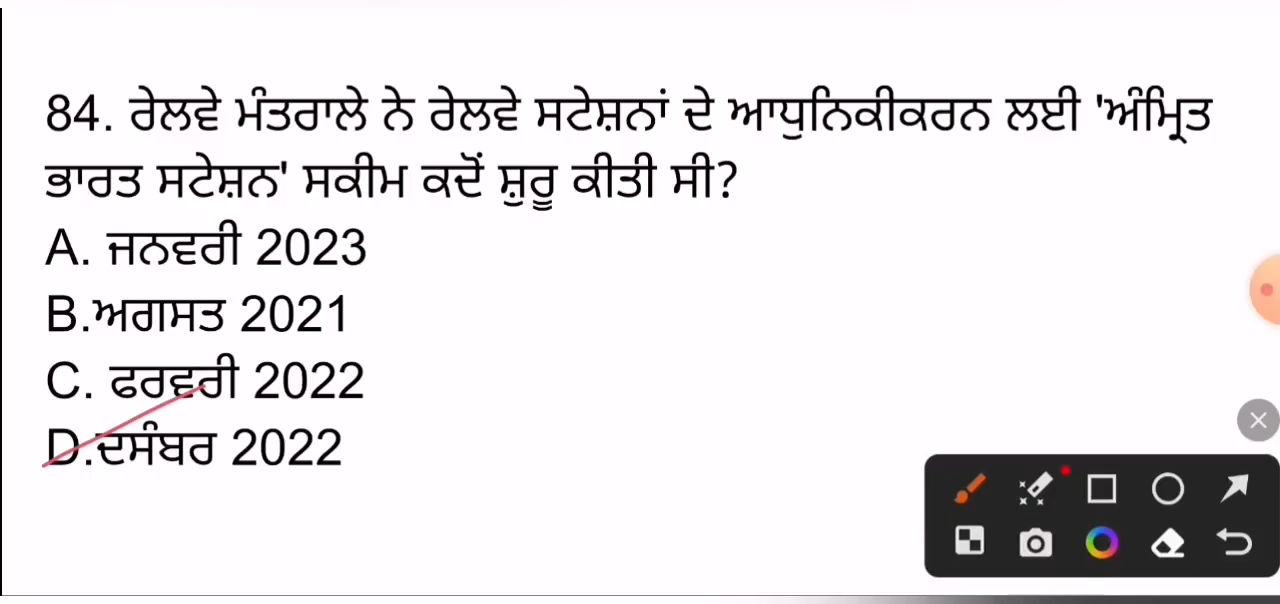 84. ਰੇਲਵੇ ਮੰਤਰਾਲੇ ਨੇ ਰੇਲਵੇ ਸਟੇਸ਼ਨਾਂ ਦੇ ਆਧੁਨਿਕੀਕਰਨ ਲਈ 'ਅੰਮ੍ਰਿਤ
ਭਾਰਤ ਸਟੇਸ਼ਨ' ਸਕੀਮ ਕਦੋਂ ਸ਼ੁਰੂ ਕੀਤੀ ਸੀ?
A. ਜਨਵਰੀ 2023
B.ਅਗਸਤ 2021
C. ਫਰਵਰੀ 2022
D.ਦਸੰਬਰ 2022